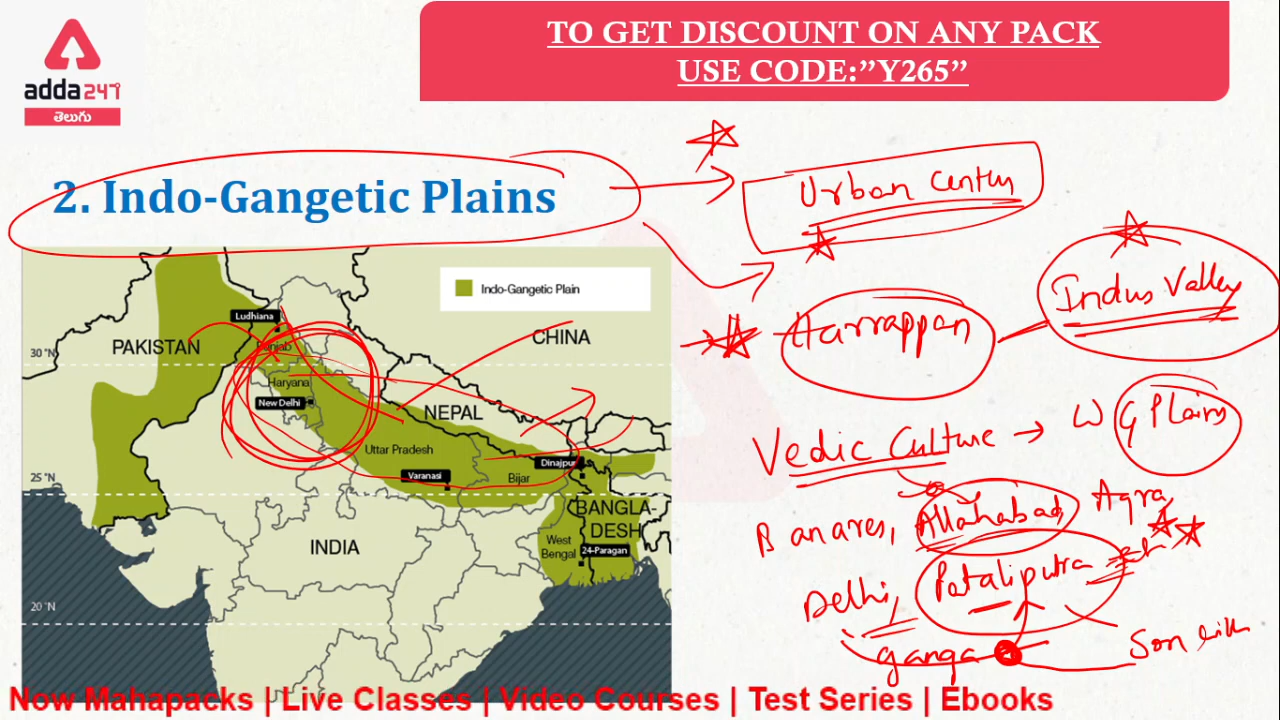 adda247
తెలుగు
TO GET DISCOUNT ON ANY PACK
USE CODE:”Y265”
2. Indo-Gangetic Plains
Urban
Indus Valley
Harrappan
Vedic Culture → W G Plains
Banares, Allahabad, Agra,
Delhi, Pataliputra
ganga
Son
Indo-Gangetic Plain
Ludhiana
PAKISTAN
Punjab
CHINA
30 °N
Haryana
New Delhi
NEPAL
Uttar Pradesh
Dinajpur
25 °N
Varanasi
Bijar
BANGLA-
DESH
INDIA
West
Bengal
24-Paragan
20 °N
Now Mahapacks | Live Classes | Video Courses | Test Series | Ebooks